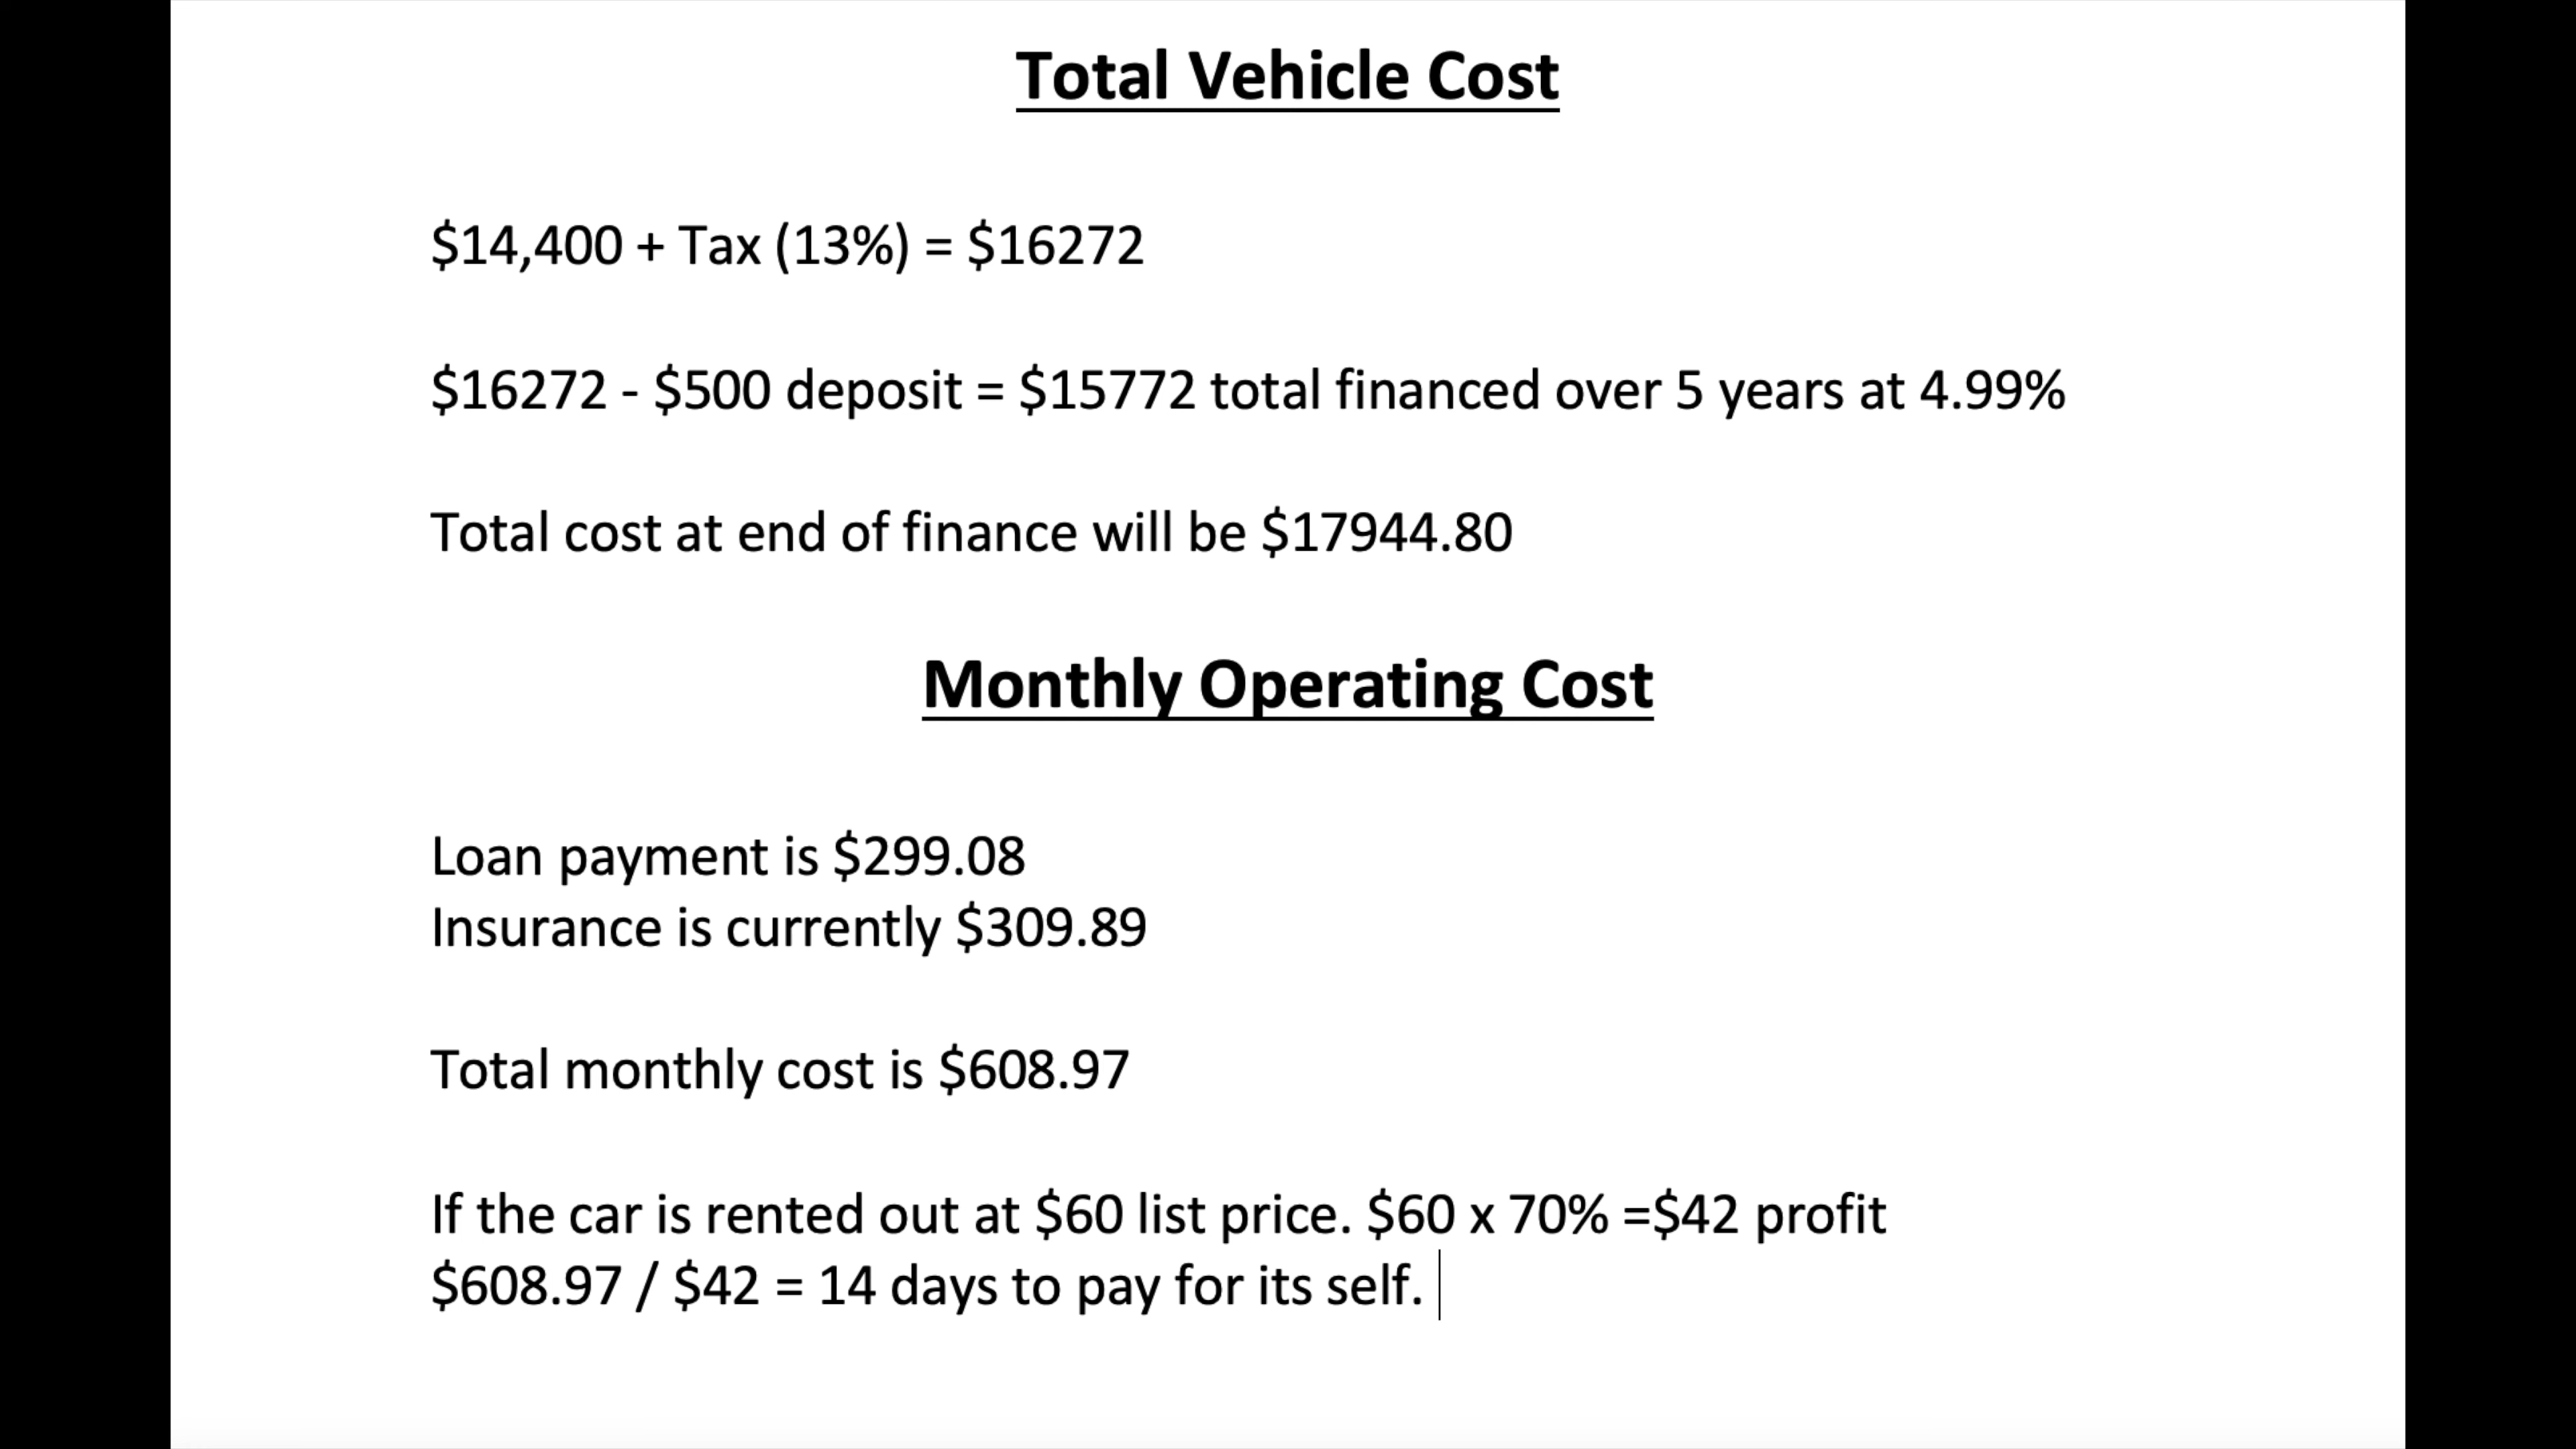 Total Vehicle Cost
$14,400 + Tax (13%) = $16272
$16272 - $500 deposit = $15772 total financed over 5 years at 4.99%
Total cost at end of finance will be $17944.80
Monthly Operating Cost
Loan payment is $299.08
Insurance is currently $309.89
Total monthly cost is $608.97
If the car is rented out at $60 list price. $60 x 70% =$42 profit
$608.97 / $42 = 14 days to pay for its self.